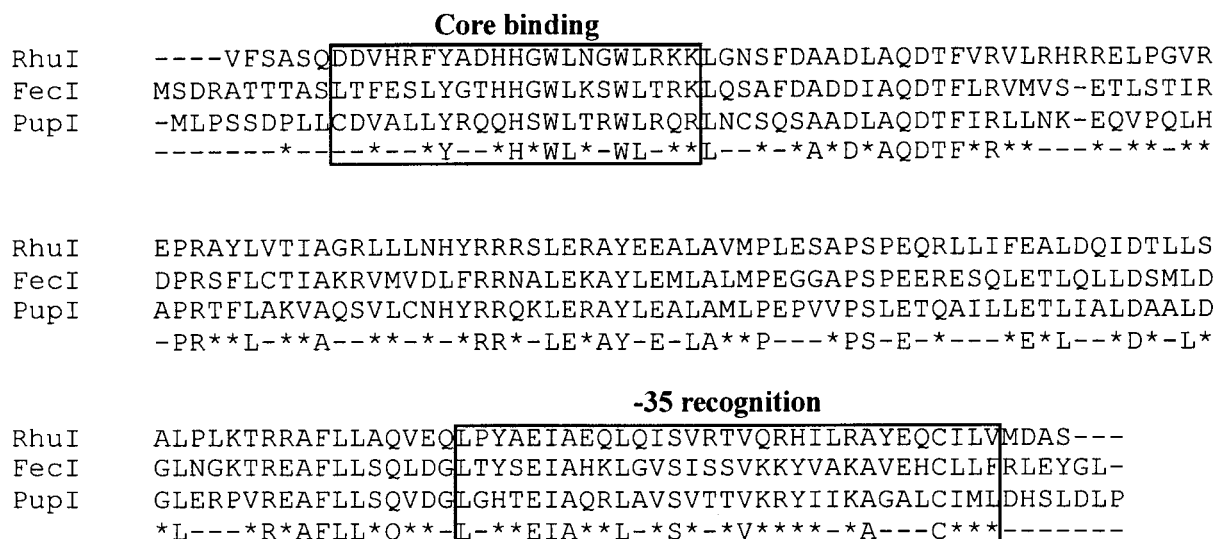 Core binding
RhuI ----VFSASQDDVHRFYADHHGWLNGWLRKKLGNSFDAADLAQDTFVRVLRHRRELPGVR
FecI MSDRATTTASLTFESLYGTHHGWLKSWLTRKLQSAFDADDIAQDTFLRVMVS-ETLSTIR
PupI -MLPSSDPLLCDVALLYRQQHSWLTRWLRQRLNCSQSAADLAQDTFIRLLNK-EQVPQLH
-------*---*--*Y--*H*WL*-WL-**L--*-*A*D*AQDTF*R**---*-**-**
RhuI EPRAYLVTIAGRLLLNHYRRRSLERAYEEALAVMPLESAPSPEQRLLIFEALDQIDTLLS
FecI DPRSFLCTIAKRVMVDLFRRNALEKAYLEMLALMPEGGAPSPEERESQLETLQLLDSMLD
PupI APRTFLAKVAQSVLCNHYRRQKLERAYLEALAMLPEPVVPSLETQAILLETLIALDAALD
-PR**L-**A--**-*-*RR*-LE*AY-E-LA**P---*PS-E-*---*E*L--*D*-L*
-35 recognition
RhuI ALPLKTRRAFLLAQVEQLPYAEIAEQLQISVRTVQRHILRAYEQCILVMDAS---
FecI GLNGKTREAFLLSQLDGLTYSEIAHKLGVSISSVKKYVAKAVEHCLLFRLEYGL-
PupI GLERPVREAFLLSQVDGLGHTEIAQRLAVSVTTVKRYIIKAGALCIMLDHSLDLP
*L---*R*AFLL*Q**-L-**EIA**L-*S*-*V****-*A---C***-------